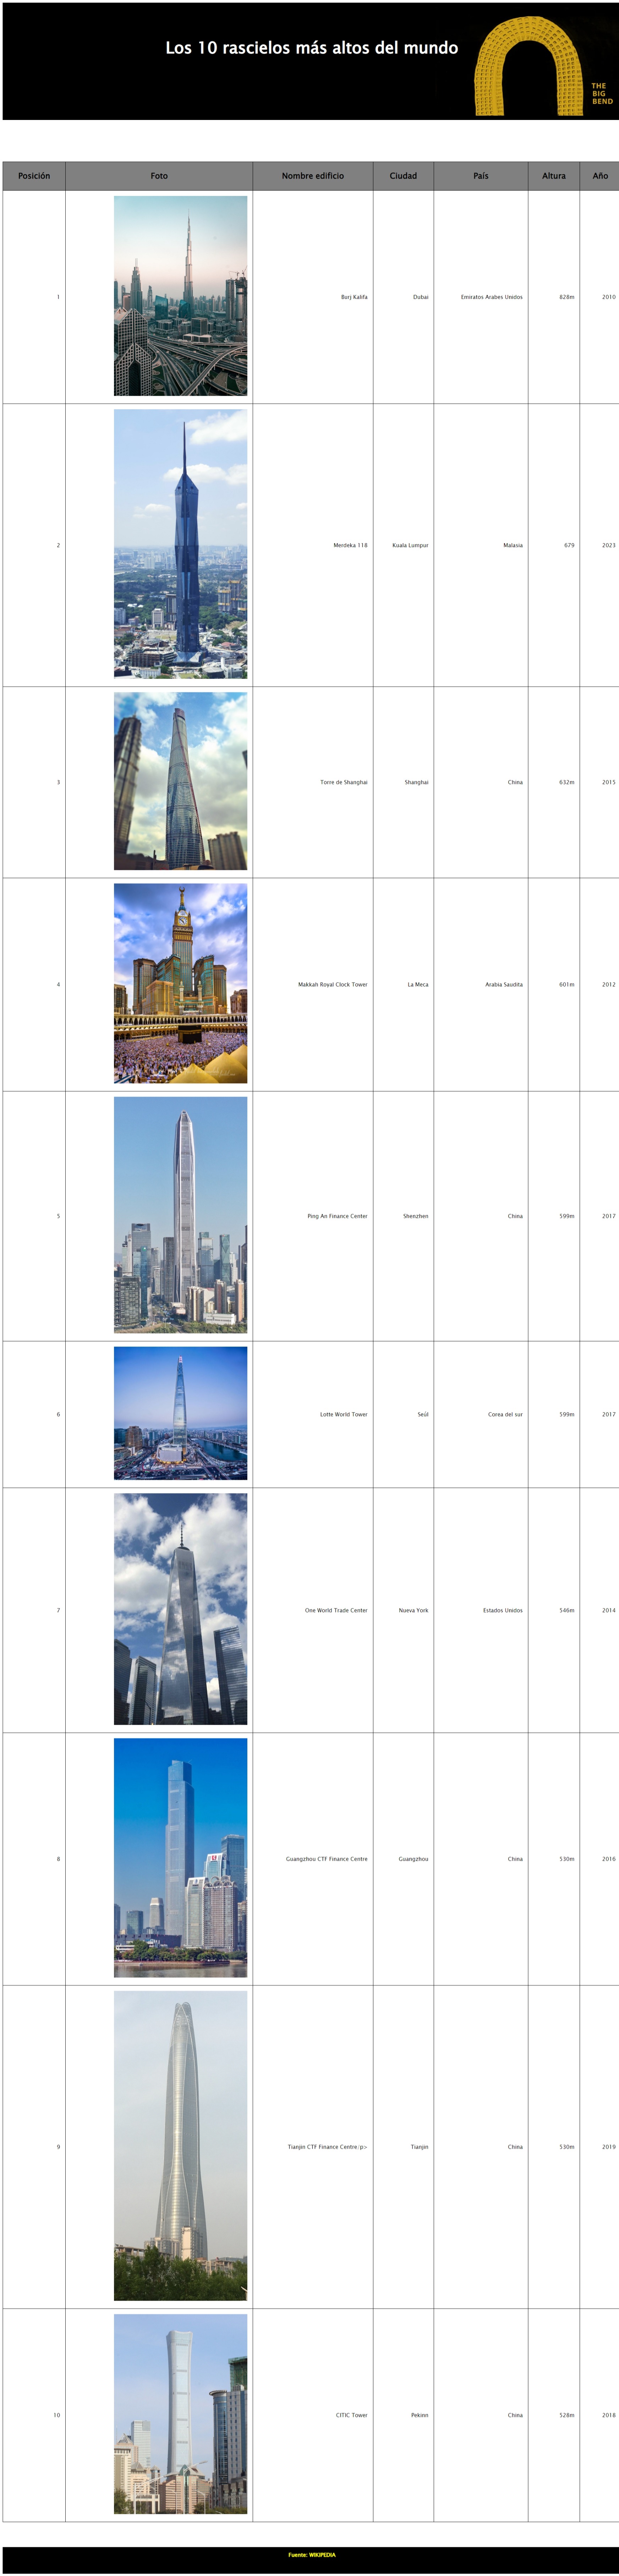 Los 10 rascielos más altos del mundo
THE
BIG
BEND
Posición Foto Nombre edificio Ciudad País Altura Año
1 Burj Kalifa Dobai Emiratos Arabes Unidos 828m 2010
2 Merdeka 118 Kuala Lumpur Malasia 679 2023
3 Torre de Shanghai Shanghai China 632m 2015
4 Makkah Royal Clock Tower La Meca Arabia Saudita 601m 2012
5 Ping An Finance Center Shenzhen China 599m 2017
6 Lotte World Tower Seúl Corea del sur 599m 2017
7 One World Trade Center Nueva York Estados Unidos 546m 2014
8 Guangzhou CTF Finance Centre Guangzhou China 530m 2016
9 Tianjin CTF Finance Centre/p> Tianjin China 530m 2019
10 CITIC Tower Pekinn China 528m 2018
Fuente: WIKIPEDIA